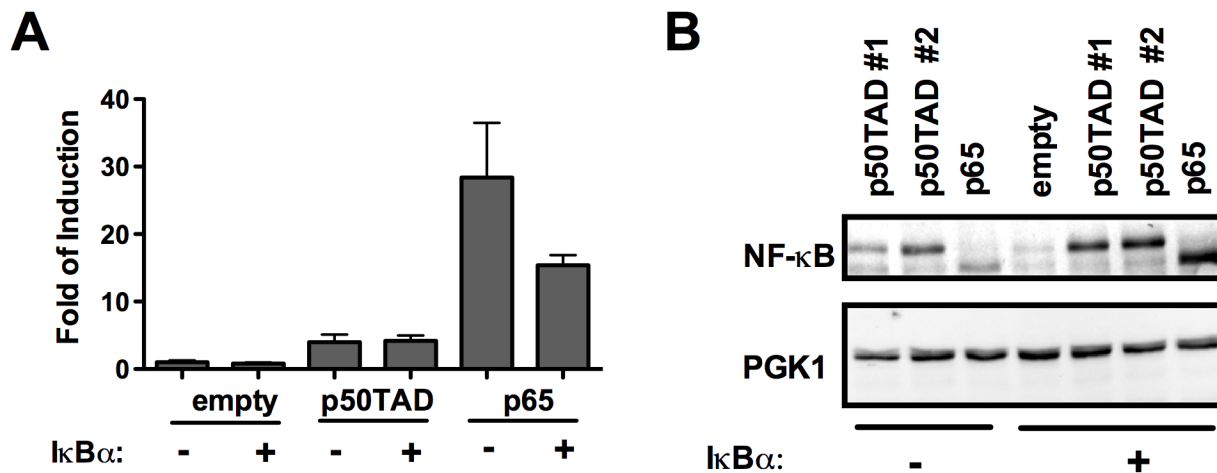 A
Fold of Induction
40
30
20
10
0
empty
p50TAD
p65
IκBα:
- + - + - +
B
p50TAD #1
p50TAD #2
p65
empty
p50TAD #1
p50TAD #2
p65
NF-κB
PGK1
IκBα:
- +